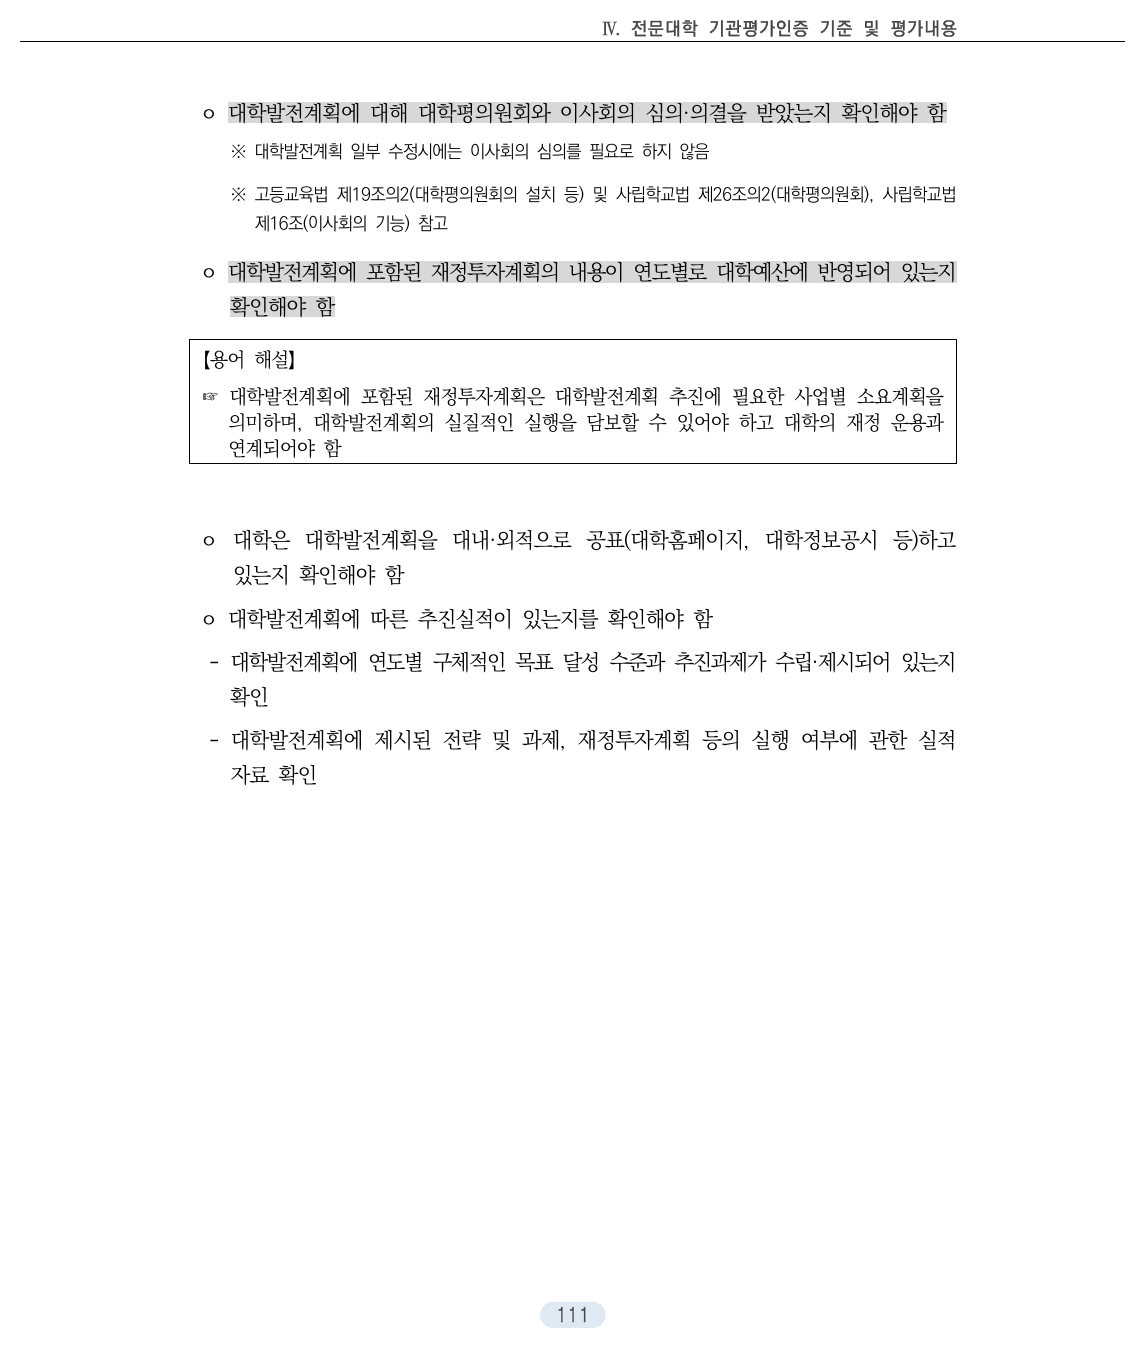 Ⅳ. 전문대학 기관평가인증 기준 및 평가내용
ㅇ 대학발전계획에 대해 대학평의원회와 이사회의 심의·의결을 받았는지 확인해야 함
※ 대학발전계획 일부 수정시에는 이사회의 심의를 필요로 하지 않음
※ 고등교육법 제19조의2(대학평의원회의 설치 등) 및 사립학교법 제26조의2(대학평의원회), 사립학교법
제16조(이사회의 기능) 참고
ㅇ 대학발전계획에 포함된 재정투자계획의 내용이 연도별로 대학예산에 반영되어 있는지
확인해야 함
【용어 해설】
☞ 대학발전계획에 포함된 재정투자계획은 대학발전계획 추진에 필요한 사업별 소요계획을
의미하며, 대학발전계획의 실질적인 실행을 담보할 수 있어야 하고 대학의 재정 운용과
연계되어야 함
ㅇ 대학은 대학발전계획을 대내·외적으로 공표(대학홈페이지, 대학정보공시 등)하고
있는지 확인해야 함
ㅇ 대학발전계획에 따른 추진실적이 있는지를 확인해야 함
- 대학발전계획에 연도별 구체적인 목표 달성 수준과 추진과제가 수립·제시되어 있는지
확인
- 대학발전계획에 제시된 전략 및 과제, 재정투자계획 등의 실행 여부에 관한 실적
자료 확인
111